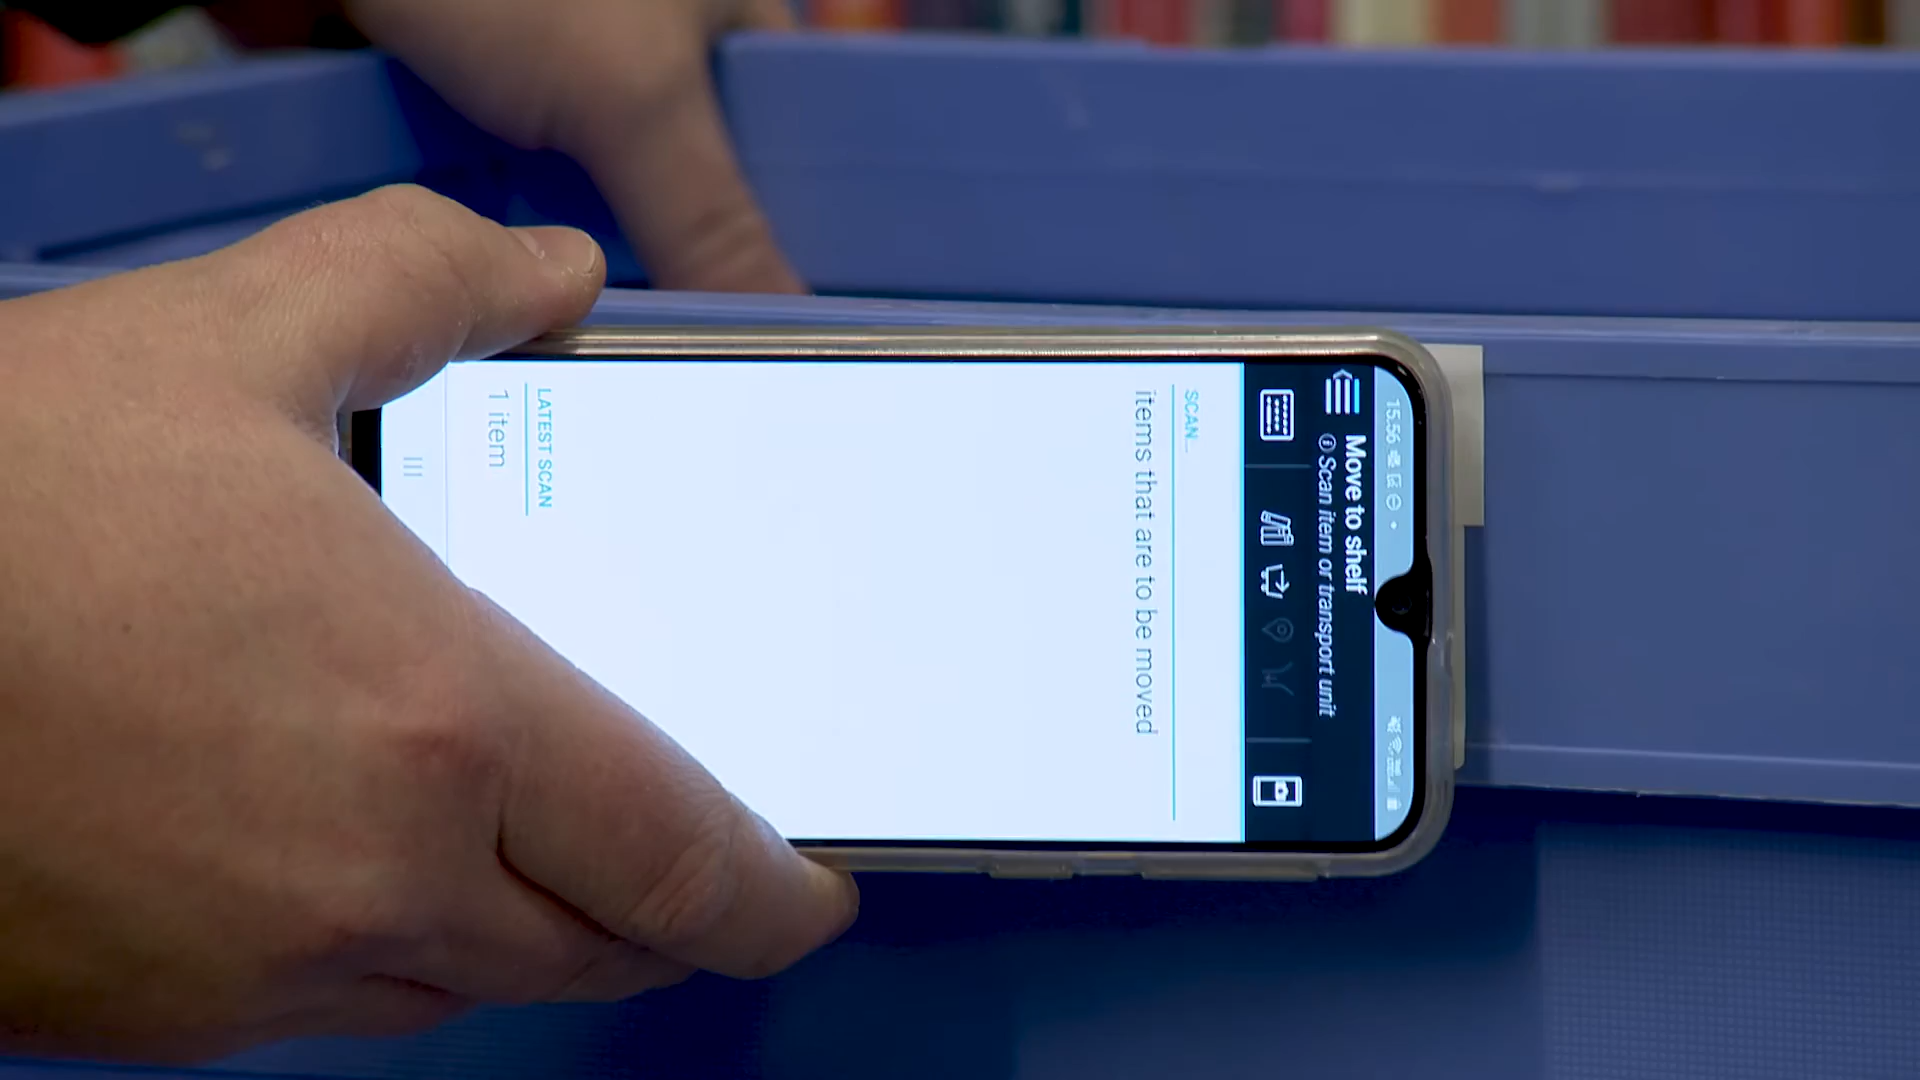 15.56
Move to shelf
Scan item or transport unit
SCAN...
items that are to be moved
LATEST SCAN
1 item